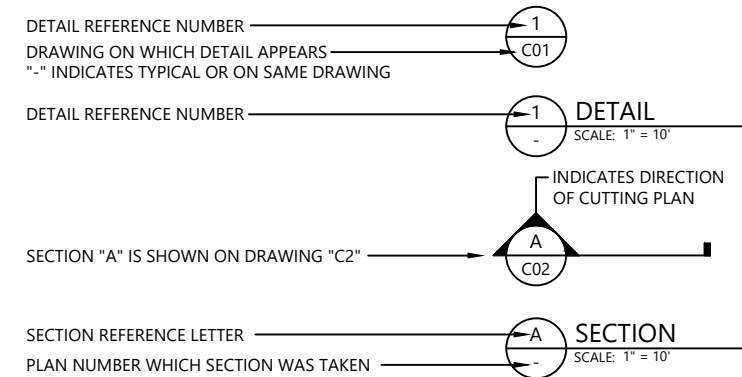 DETAIL REFERENCE NUMBER
1
DRAWING ON WHICH DETAIL APPEARS
C01
"-" INDICATES TYPICAL OR ON SAME DRAWING
DETAIL REFERENCE NUMBER
1
DETAIL
-
SCALE: 1" = 10'
INDICATES DIRECTION
OF CUTTING PLAN
A
SECTION "A" IS SHOWN ON DRAWING "C2"
C02
SECTION REFERENCE LETTER
A
SECTION
PLAN NUMBER WHICH SECTION WAS TAKEN
-
SCALE: 1" = 10'